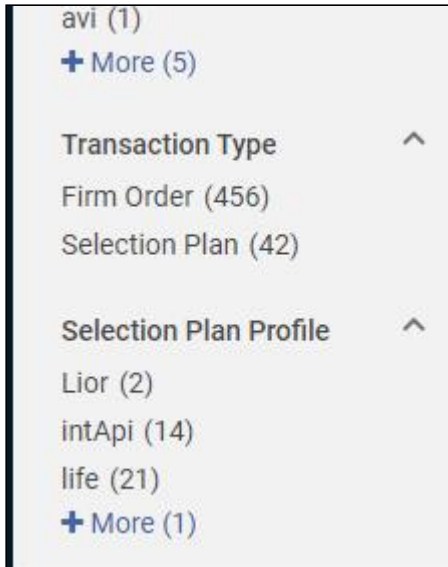 avi (1)
+ More (5)
Transaction Type
Firm Order (456)
Selection Plan (42)
Selection Plan Profile
Lior (2)
intApi (14)
life (21)
+ More (1)